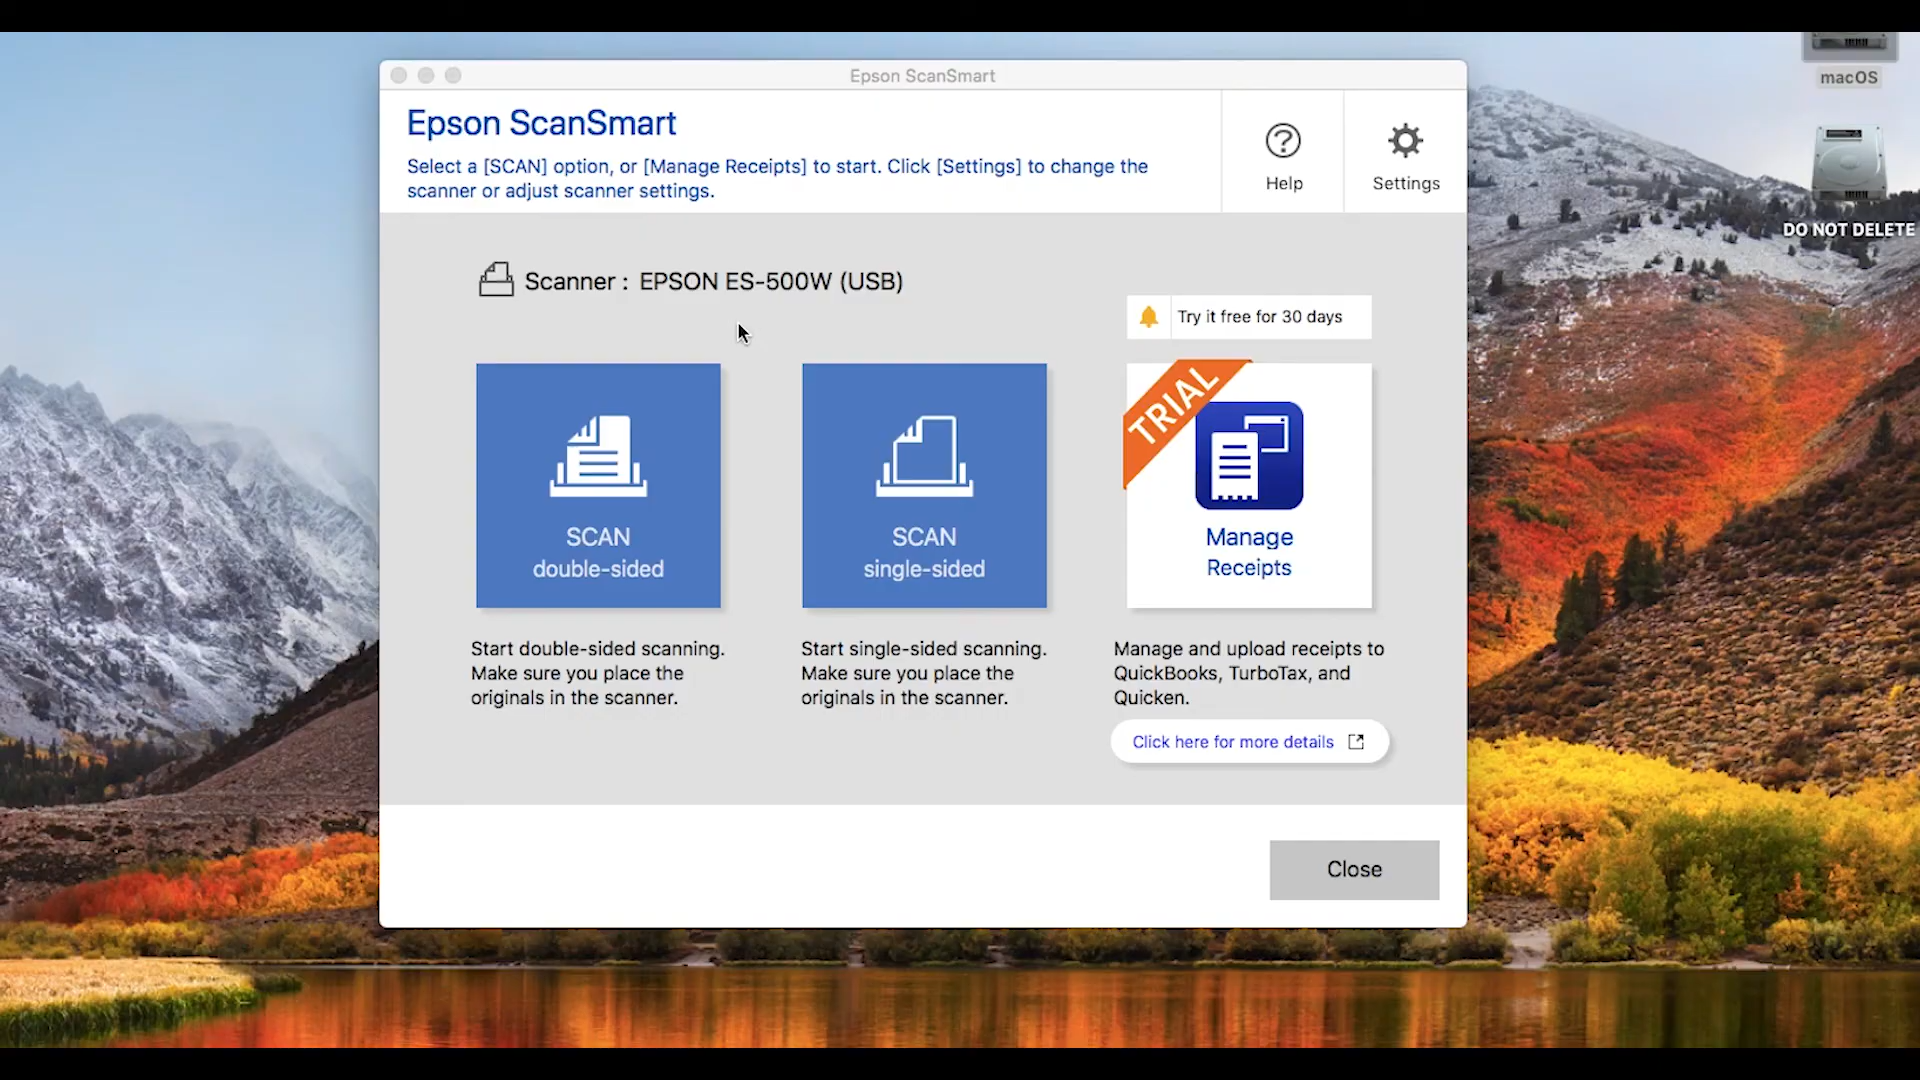 Epson ScanSmart
macOS
Epson ScanSmart
Select a [SCAN] option, or [Manage Receipts] to start. Click [Settings] to change the
scanner or adjust scanner settings.
Help
Settings
DO NOT DELETE
Scanner : EPSON ES-500W (USB)
Try it free for 30 days
TRIAL
SCAN
double-sided
SCAN
single-sided
Manage
Receipts
Start double-sided scanning.
Make sure you place the
originals in the scanner.
Start single-sided scanning.
Make sure you place the
originals in the scanner.
Manage and upload receipts to
QuickBooks, TurboTax, and
Quicken.
Click here for more details
Close